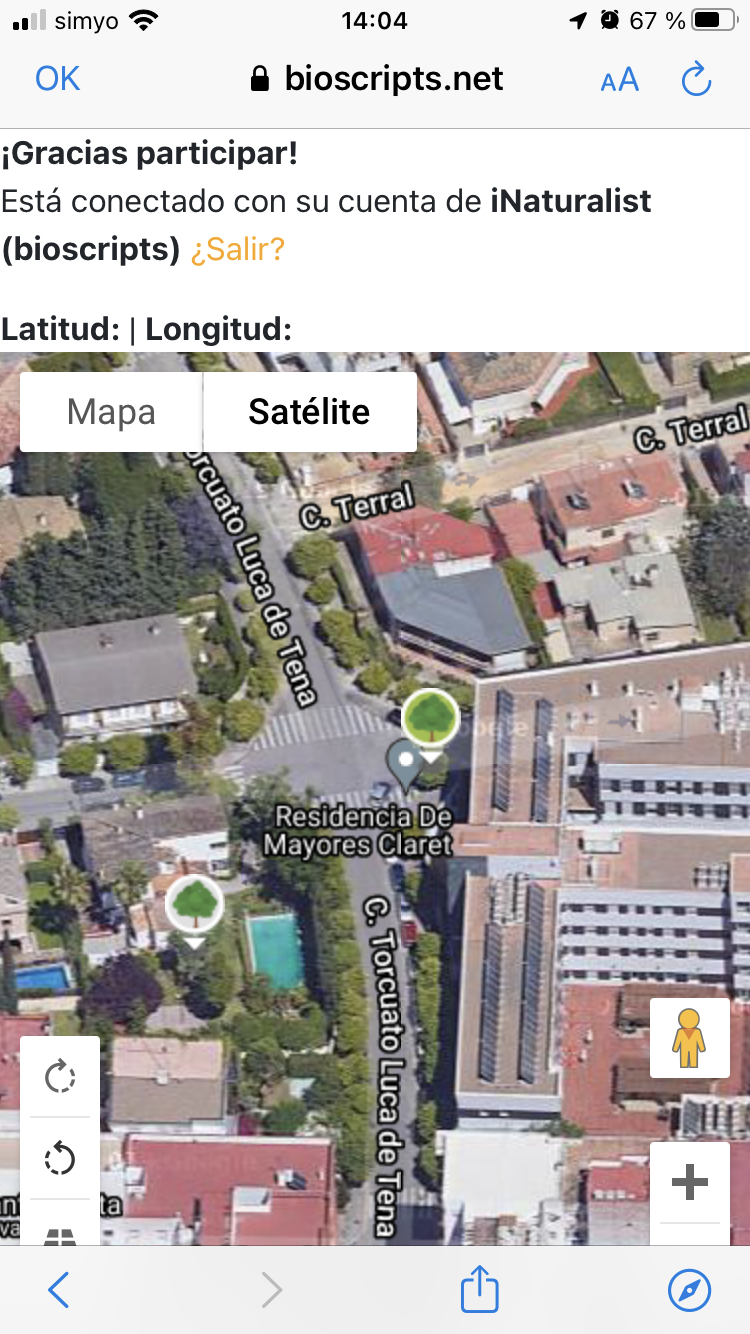 simyo 14:04 67 %
OK bioscripts.net AA
¡Gracias participar!
Está conectado con su cuenta de iNaturalist
(bioscripts) ¿Salir?
Latitud: | Longitud:
Mapa Satélite
C. Terral
C. Terral
Torcuato Luca de Tena
Residencia De
Mayores Claret
C. Torcuato Luca de Tena